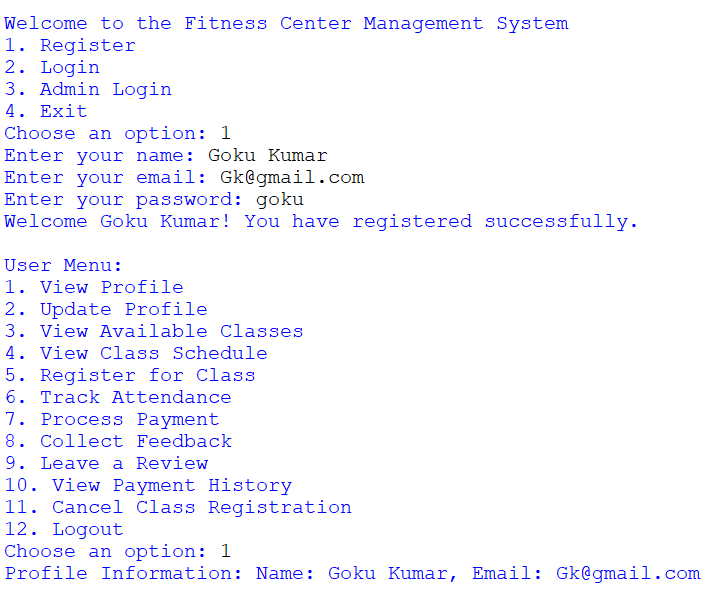 Welcome to the Fitness Center Management System
1. Register
2. Login
3. Admin Login
4. Exit
Choose an option: 1
Enter your name: Goku Kumar
Enter your email: Gk@gmail.com
Enter your password: goku
Welcome Goku Kumar! You have registered successfully.

User Menu:
1. View Profile
2. Update Profile
3. View Available Classes
4. View Class Schedule
5. Register for Class
6. Track Attendance
7. Process Payment
8. Collect Feedback
9. Leave a Review
10. View Payment History
11. Cancel Class Registration
12. Logout
Choose an option: 1
Profile Information: Name: Goku Kumar, Email: Gk@gmail.com